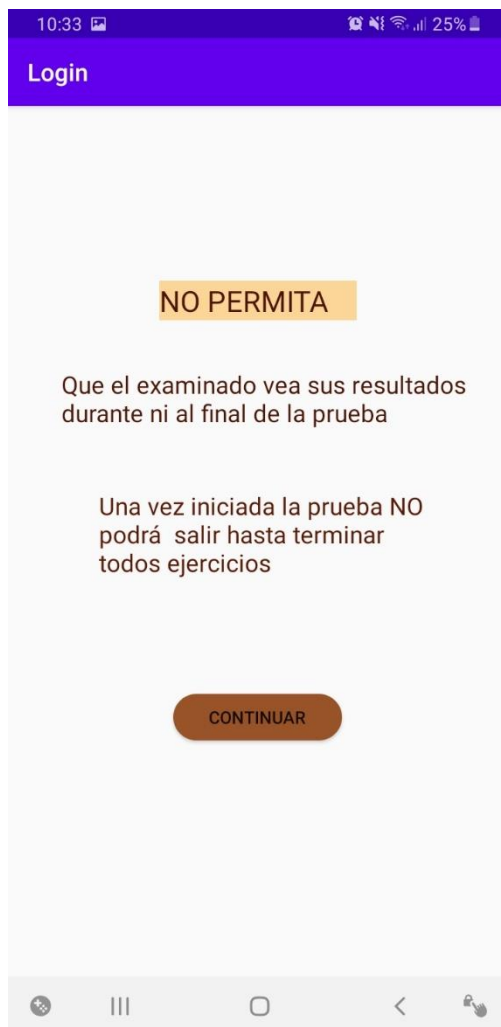 10:33
25%
Login
NO PERMITA
Que el examinado vea sus resultados
durante ni al final de la prueba
Una vez iniciada la prueba NO
podrá  salir hasta terminar
todos ejercicios
CONTINUAR